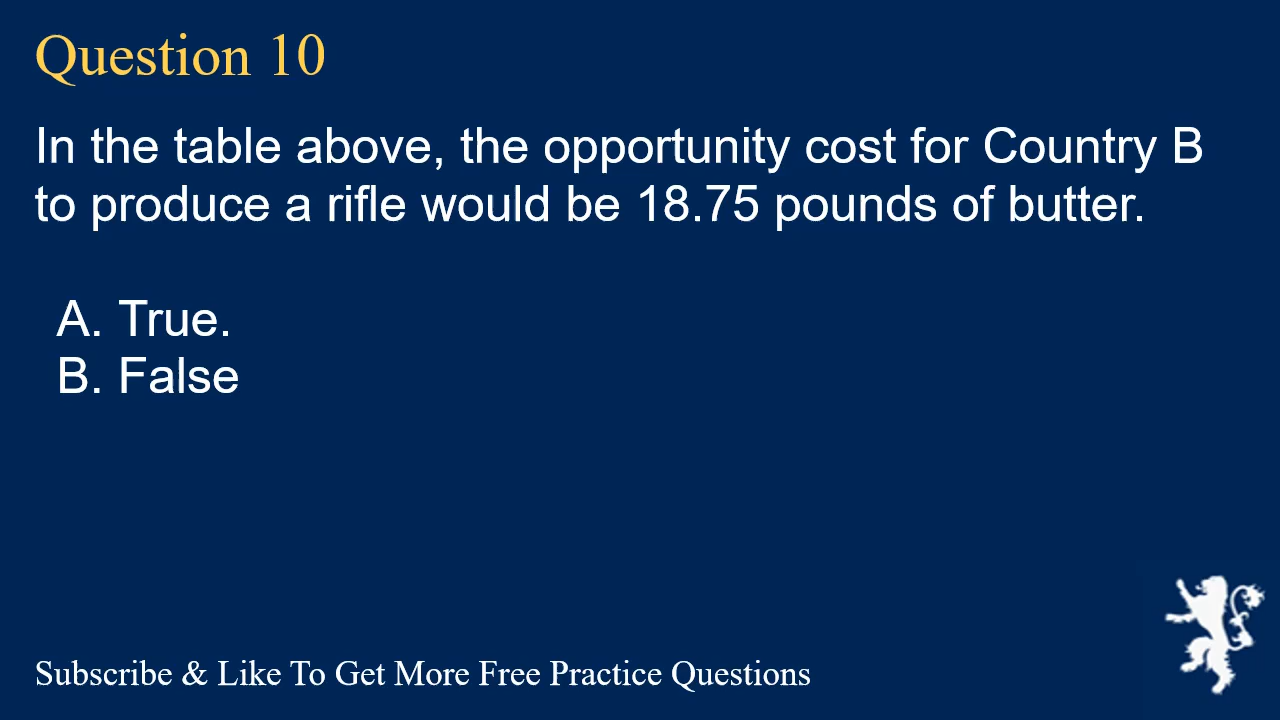 Question 10
In the table above, the opportunity cost for Country B
to produce a rifle would be 18.75 pounds of butter.
A. True.
B. False
Subscribe & Like To Get More Free Practice Questions